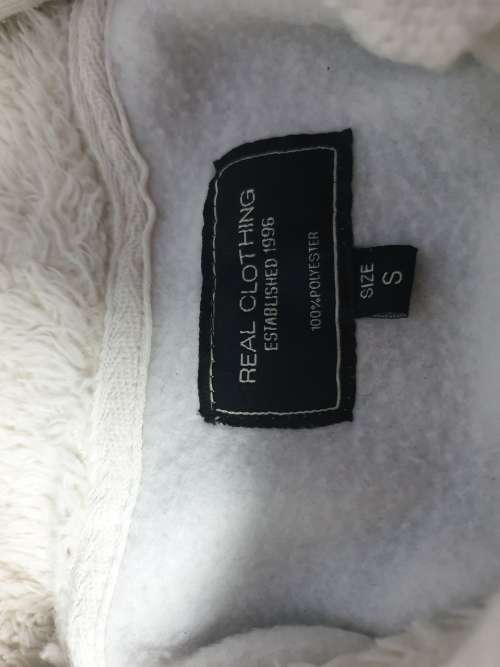 REAL CLOTHING
ESTABLISHED 1996
100%POLYESTER
SIZE
S